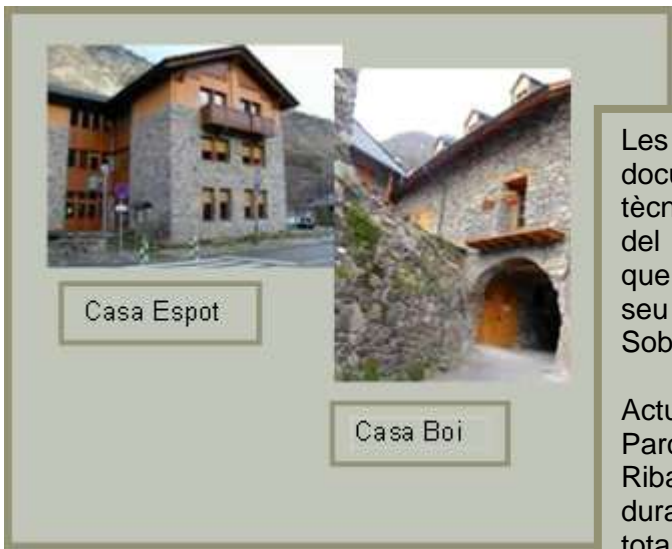 Casa Espot
Casa Boi
Les
docu
tècn
del
que
seu
Sob
Actu
Parc
Riba
dura
tota